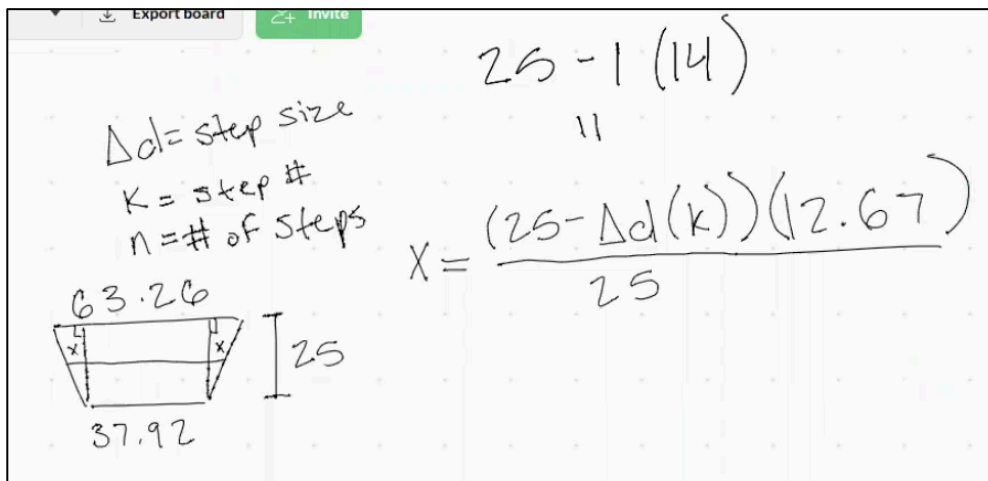 Export board
Invite
25 - 1 (14)
11
Δd = step size
K = step #
n = # of steps
X = (25 - Δd(k))(12.67) / 25
63.26
x x
25
37.92